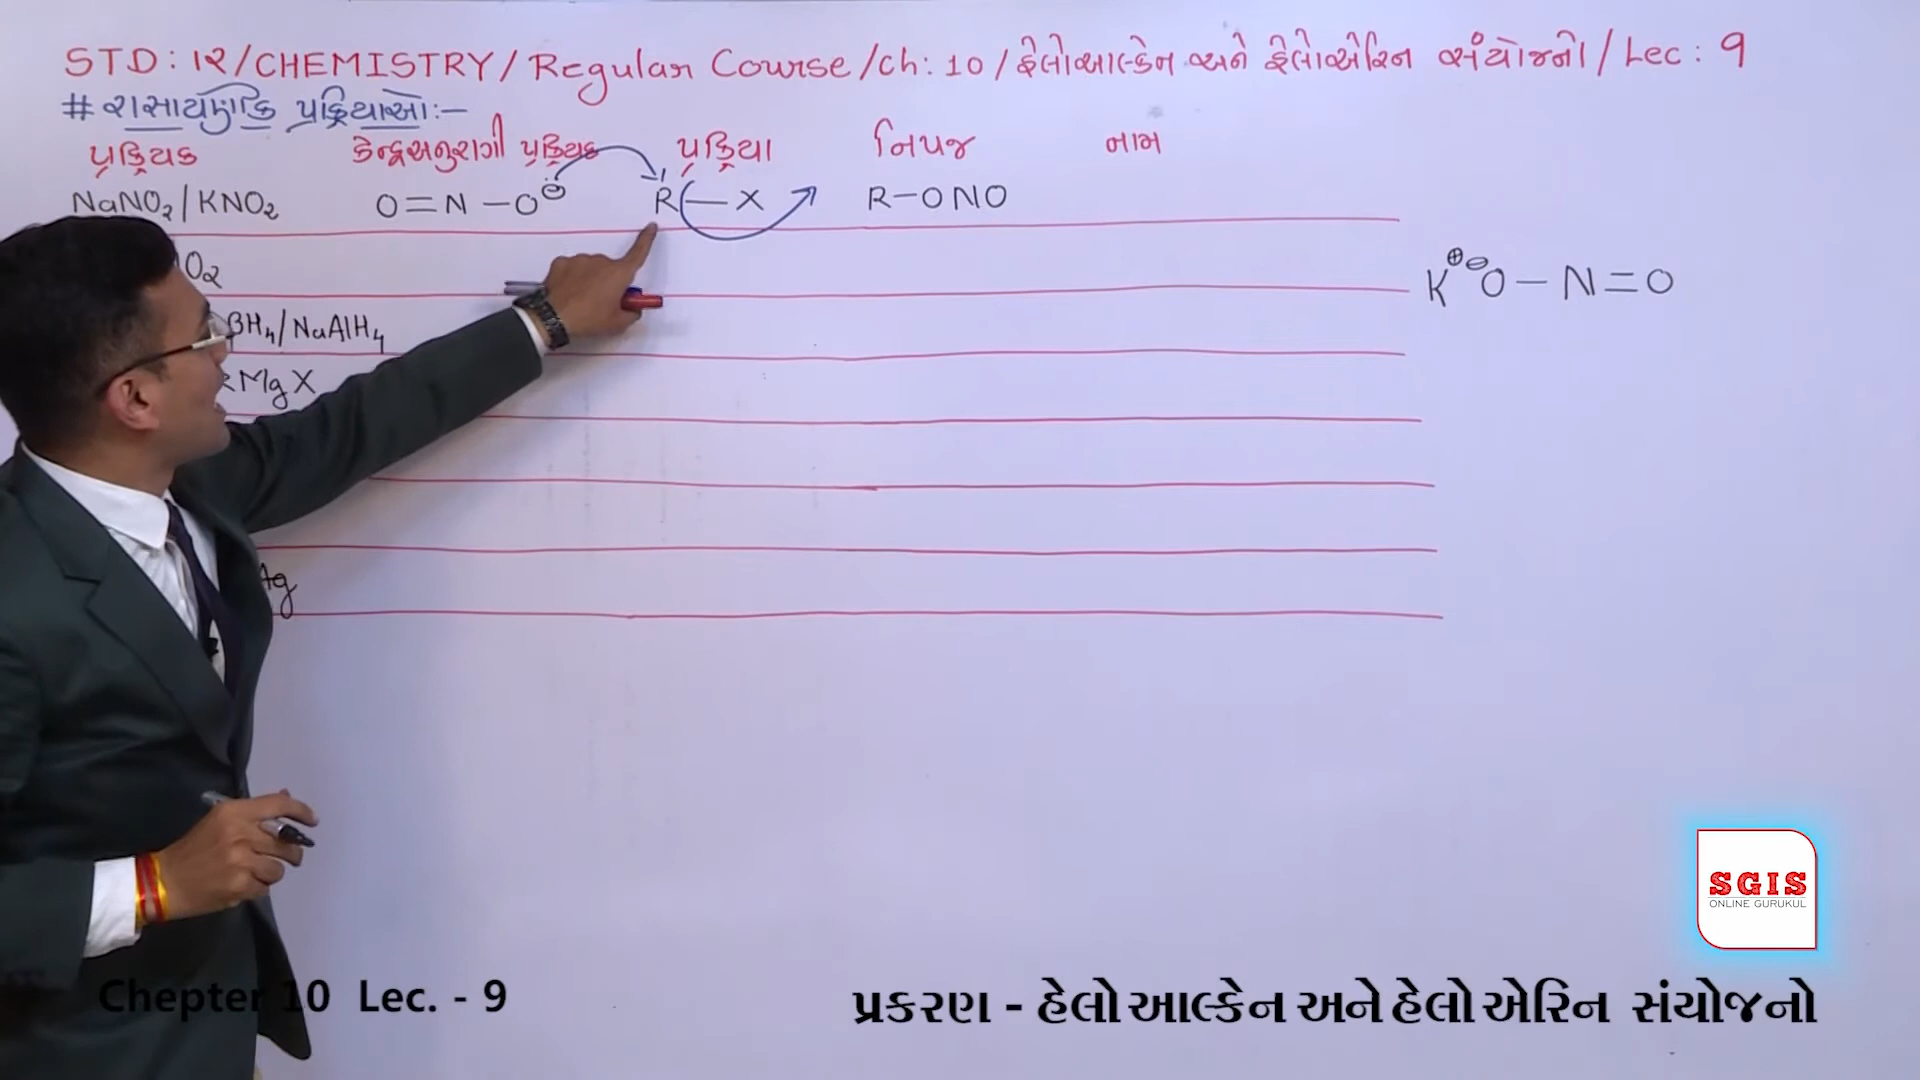 STD: 12/CHEMISTRY/Regular Course/ch: 10/હેલોઆલ્કેન અને હેલોએરિન સંયોજનો/Lec: 9
# રાસાયણિક પ્રક્રિયાઓ:-
પ્રક્રિયક કેન્દ્રઅનુરાગી પ્રક્રિયક પ્રક્રિયા નિપજ નામ
NaNO₂/KNO₂ O=N-O⊖ R-X R-ONO
O₂
K⊕⊖O-N=O
BH₄/NaAlH₄
MgX
Ag
SGIS
ONLINE GURUKUL
Chepter 10 Lec. - 9
પ્રકરણ - હેલોઆલ્કેન અને હેલોએરિન સંયોજનો